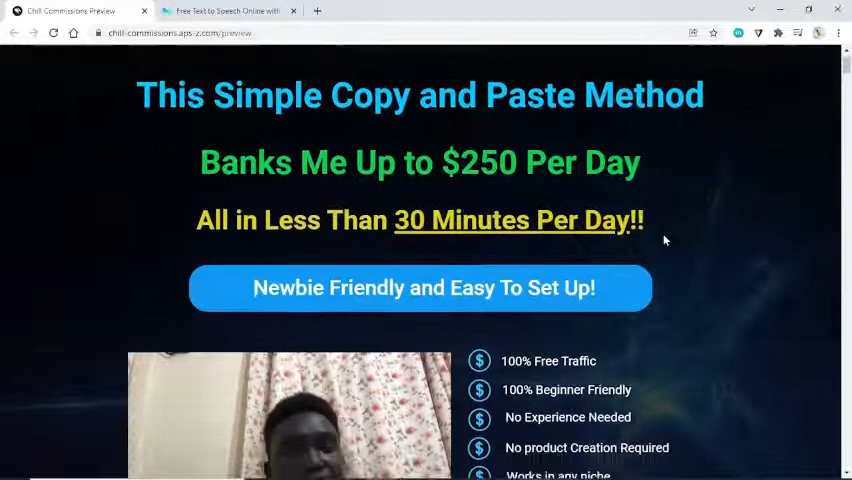 Chill Commissions Preview
Free Text to Speech Online with
chill-commissions.aps-z.com/preview
This Simple Copy and Paste Method
Banks Me Up to $250 Per Day
All in Less Than 30 Minutes Per Day!!
Newbie Friendly and Easy To Set Up!
$ 100% Free Traffic
$ 100% Beginner Friendly
$ No Experience Needed
$ No product Creation Required
Works in any niche